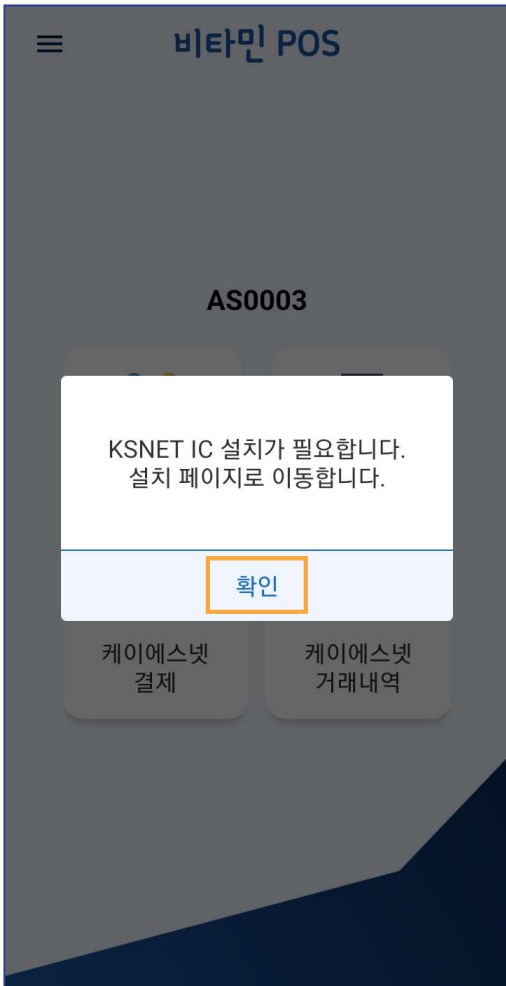 비타민 POS
AS0003
KSNET IC 설치가 필요합니다.
설치 페이지로 이동합니다.
확인
케이에스넷
결제
케이에스넷
거래내역